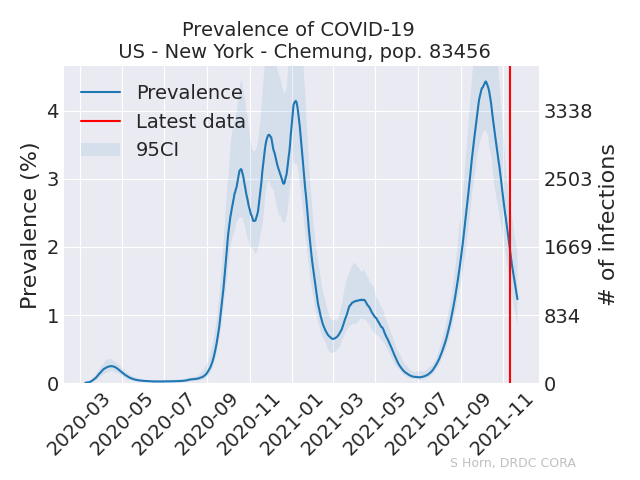 Prevalence of COVID-19
US - New York - Chemung, pop. 83456
Prevalence
Latest data
95CI
Prevalence (%)
4
3
2
1
0
3338
2503
1669
834
0
# of infections
2020-03
2020-05
2020-07
2020-09
2020-11
2021-01
2021-03
2021-05
2021-07
2021-09
2021-11
S Horn, DRDC CORA